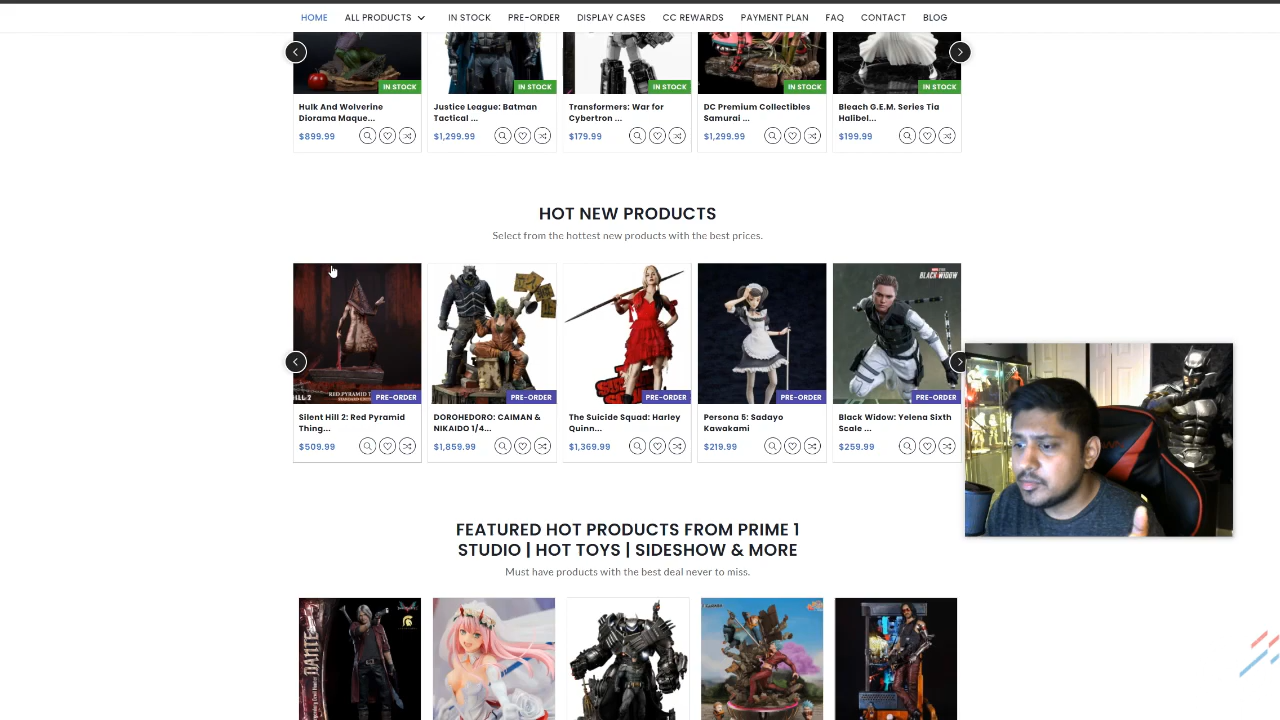 HOME ALL PRODUCTS IN STOCK PRE-ORDER DISPLAY CASES CC REWARDS PAYMENT PLAN FAQ CONTACT BLOG
IN STOCK IN STOCK IN STOCK IN STOCK IN STOCK
Hulk And Wolverine
Diorama Maque...
$899.99
Justice League: Batman
Tactical ...
$1,299.99
Transformers: War for
Cybertron ...
$179.99
DC Premium Collectibles
Samurai ...
$1,299.99
Bleach G.E.M. Series Tia
Halibel...
$199.99
HOT NEW PRODUCTS
Select from the hottest new products with the best prices.
BLACK WIDOW
PRE-ORDER PRE-ORDER PRE-ORDER PRE-ORDER PRE-ORDER
Silent Hill 2: Red Pyramid
Thing...
$509.99
DOROHEDORO: CAIMAN &
NIKAIDO 1/4...
$1,859.99
The Suicide Squad: Harley
Quinn...
$1,369.99
Persona 5: Sadayo
Kawakami
$219.99
Black Widow: Yelena Sixth
Scale ...
$259.99
FEATURED HOT PRODUCTS FROM PRIME 1
STUDIO | HOT TOYS | SIDESHOW & MORE
Must have products with the best deal never to miss.
DANTE